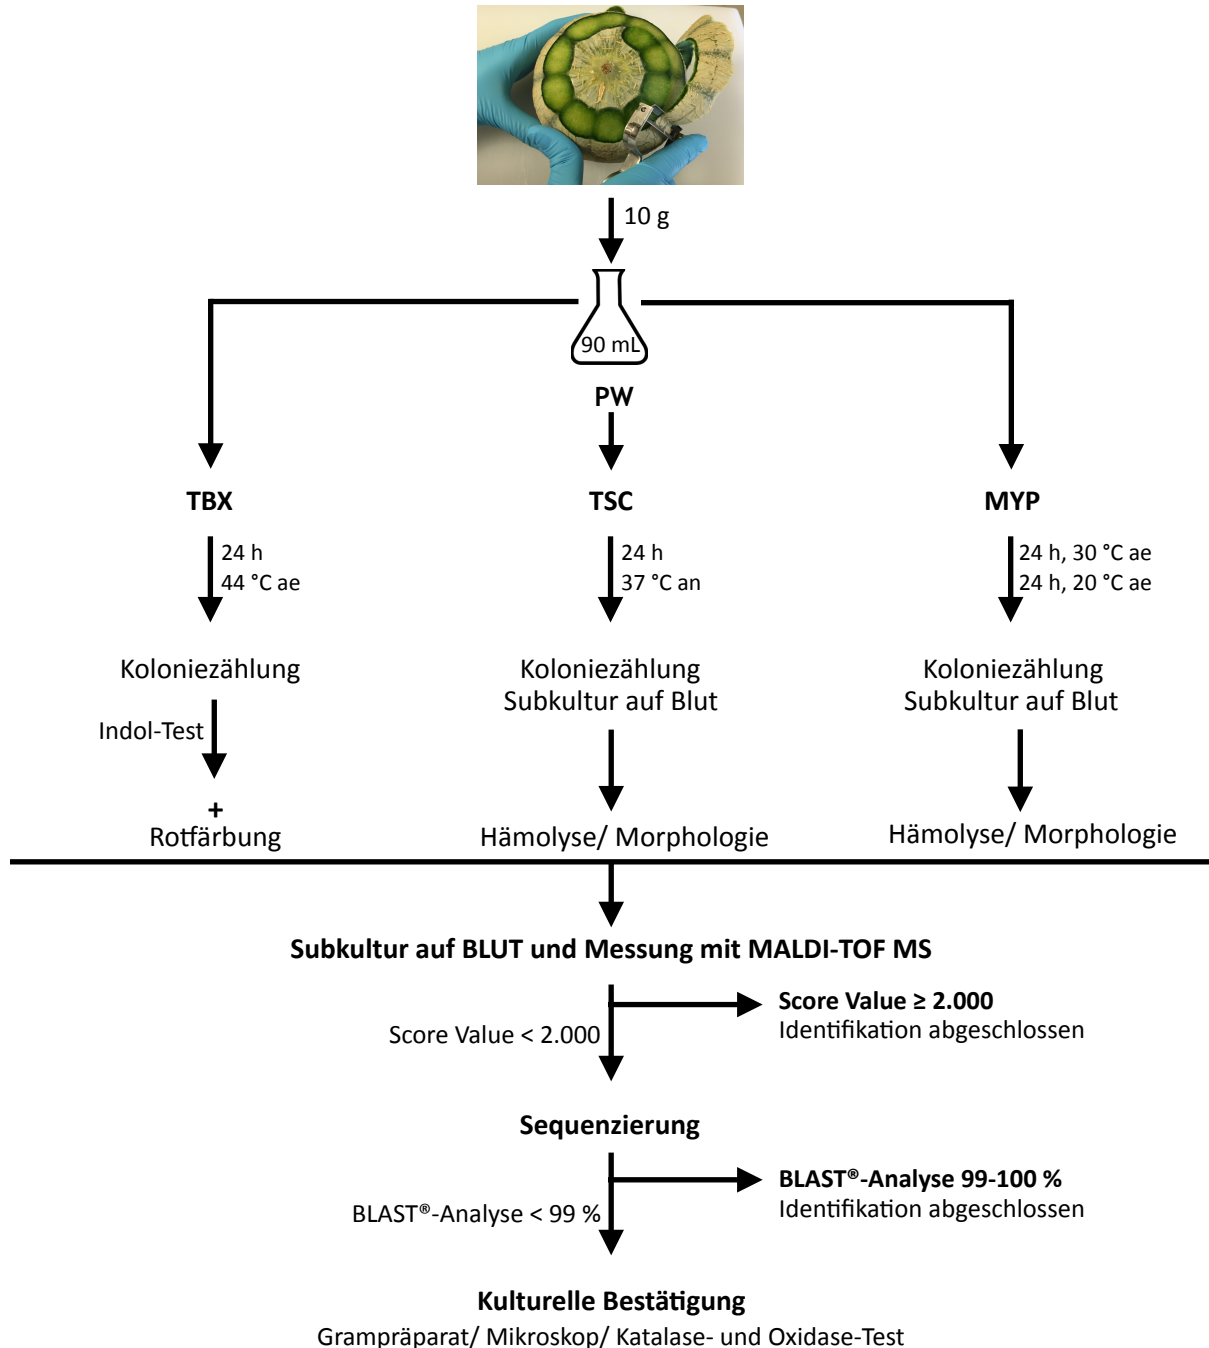 10 g
90 mL
PW
TBX
TSC
MYP
24 h
44 °C ae
24 h
37 °C an
24 h, 30 °C ae
24 h, 20 °C ae
Koloniezählung
Koloniezählung
Subkultur auf Blut
Koloniezählung
Subkultur auf Blut
Indol-Test
+
Rotfärbung
Hämolyse/ Morphologie
Hämolyse/ Morphologie
Subkultur auf BLUT und Messung mit MALDI-TOF MS
Score Value ≥ 2.000
Identifikation abgeschlossen
Score Value < 2.000
Sequenzierung
BLAST®-Analyse 99-100 %
Identifikation abgeschlossen
BLAST®-Analyse < 99 %
Kulturelle Bestätigung
Grampräparat/ Mikroskop/ Katalase- und Oxidase-Test